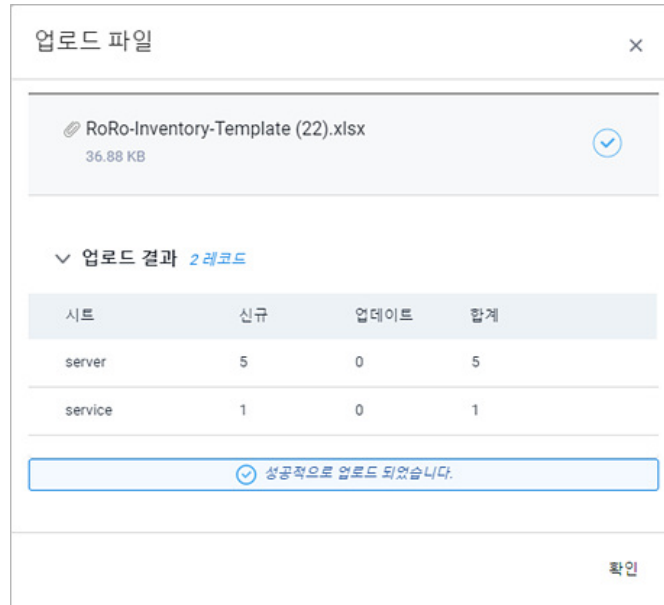 업로드 파일
RoRo-Inventory-Template (22).xlsx
36.88 KB
업로드 결과 2 레코드
시트 신규 업데이트 합계
server 5 0 5
service 1 0 1
성공적으로 업로드 되었습니다.
확인